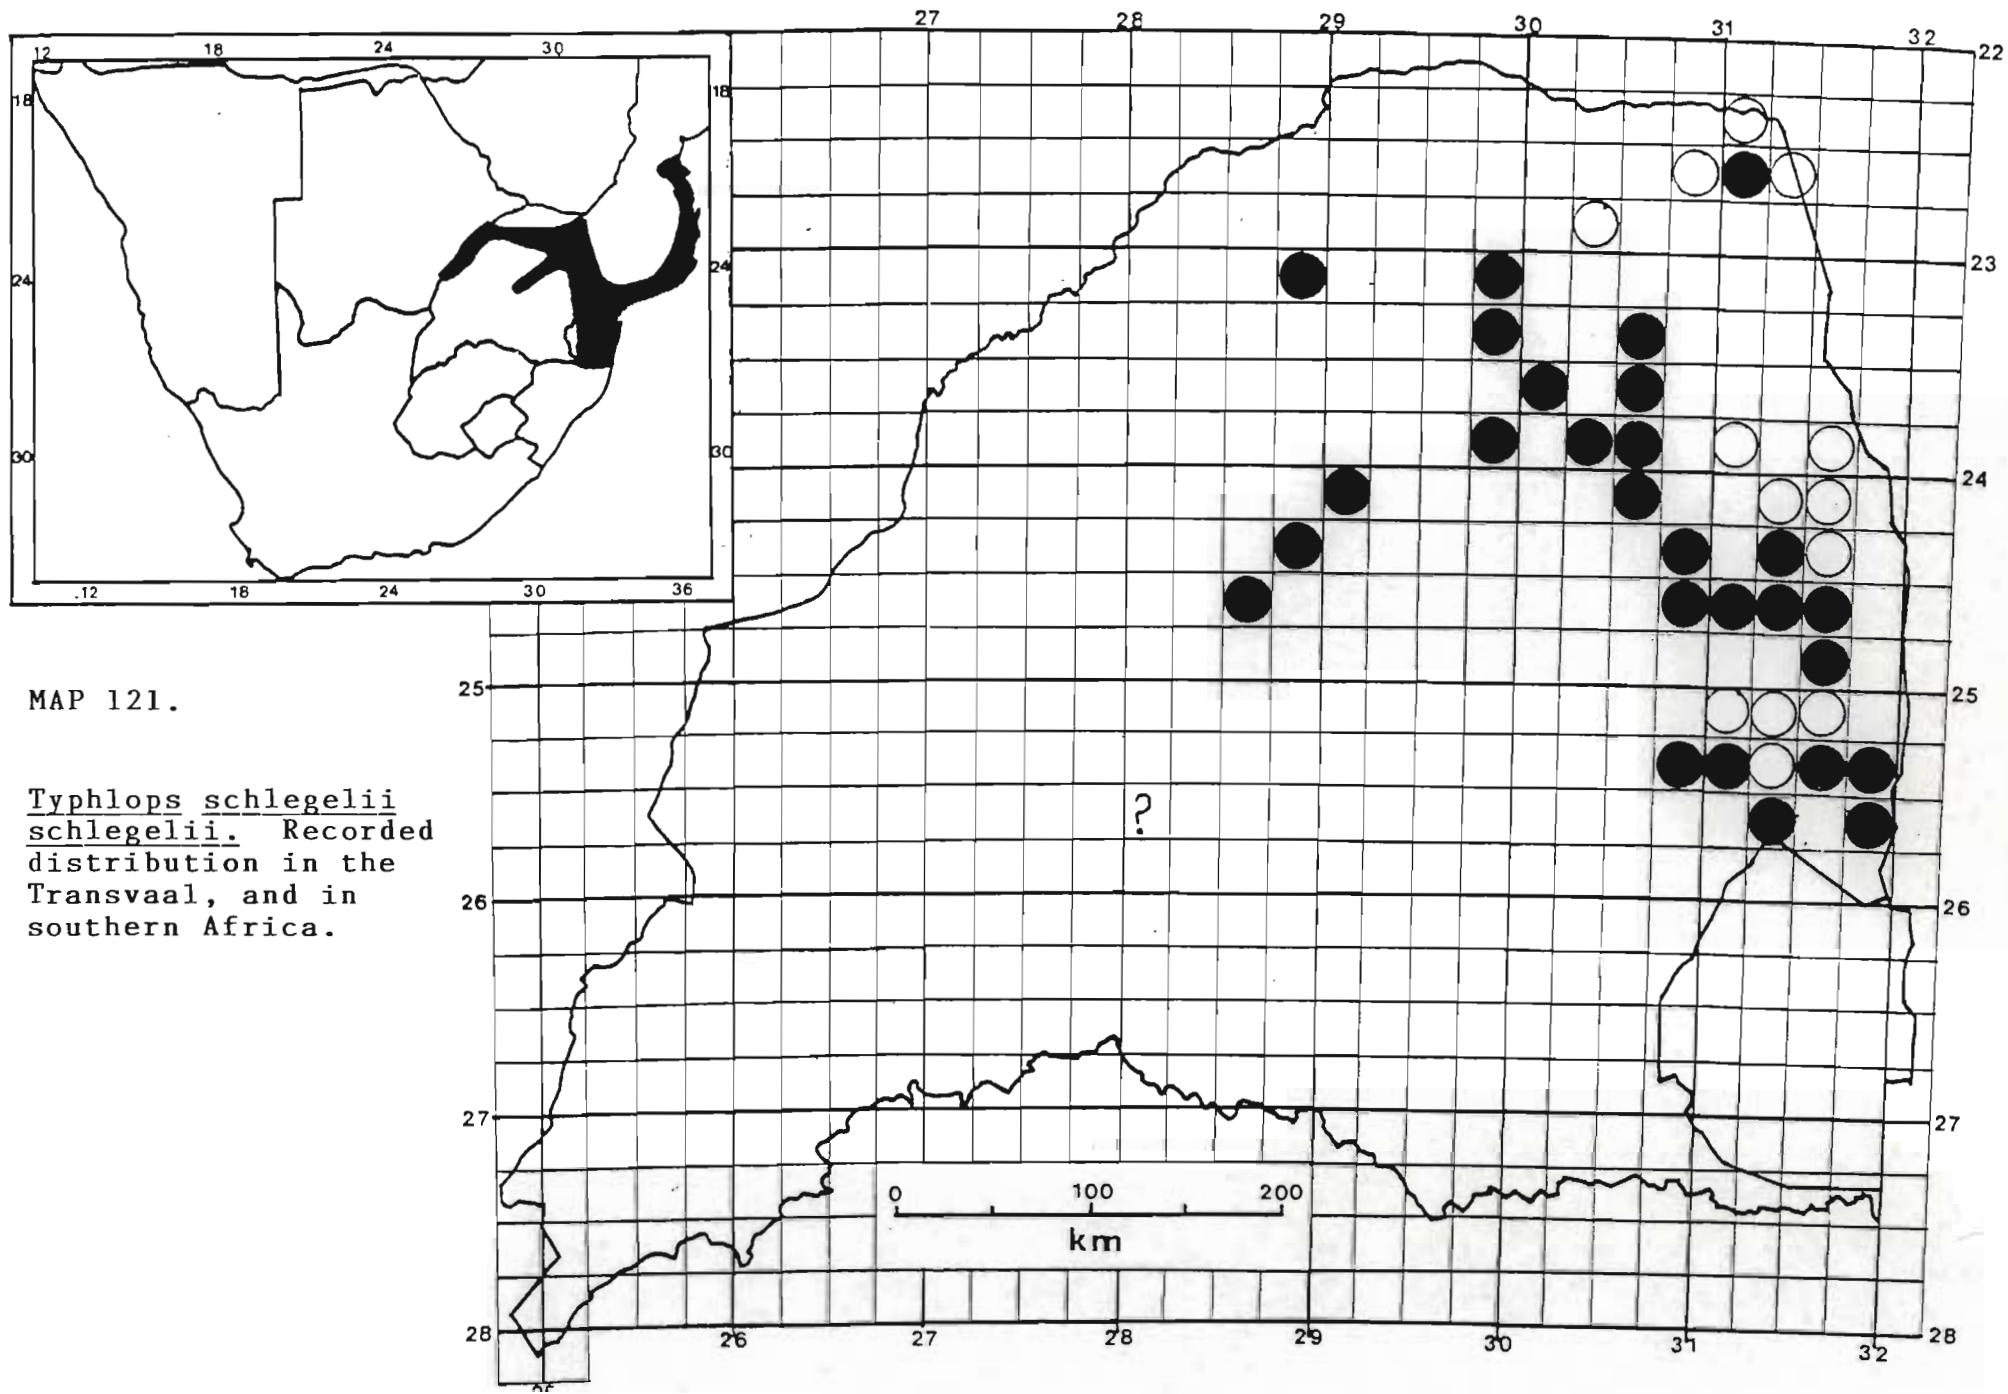 27 28 29 30 31 32
22
12 18 24 30
18 18
24 24
30 30
.12 18 24 30 36
23
24
25 25
MAP 121.
Typhlops schlegelii
schlegelii. Recorded
distribution in the
Transvaal, and in
southern Africa.
?
26 26
27 27
0 100 200
km
28 28
26 27 28 29 30 31 32